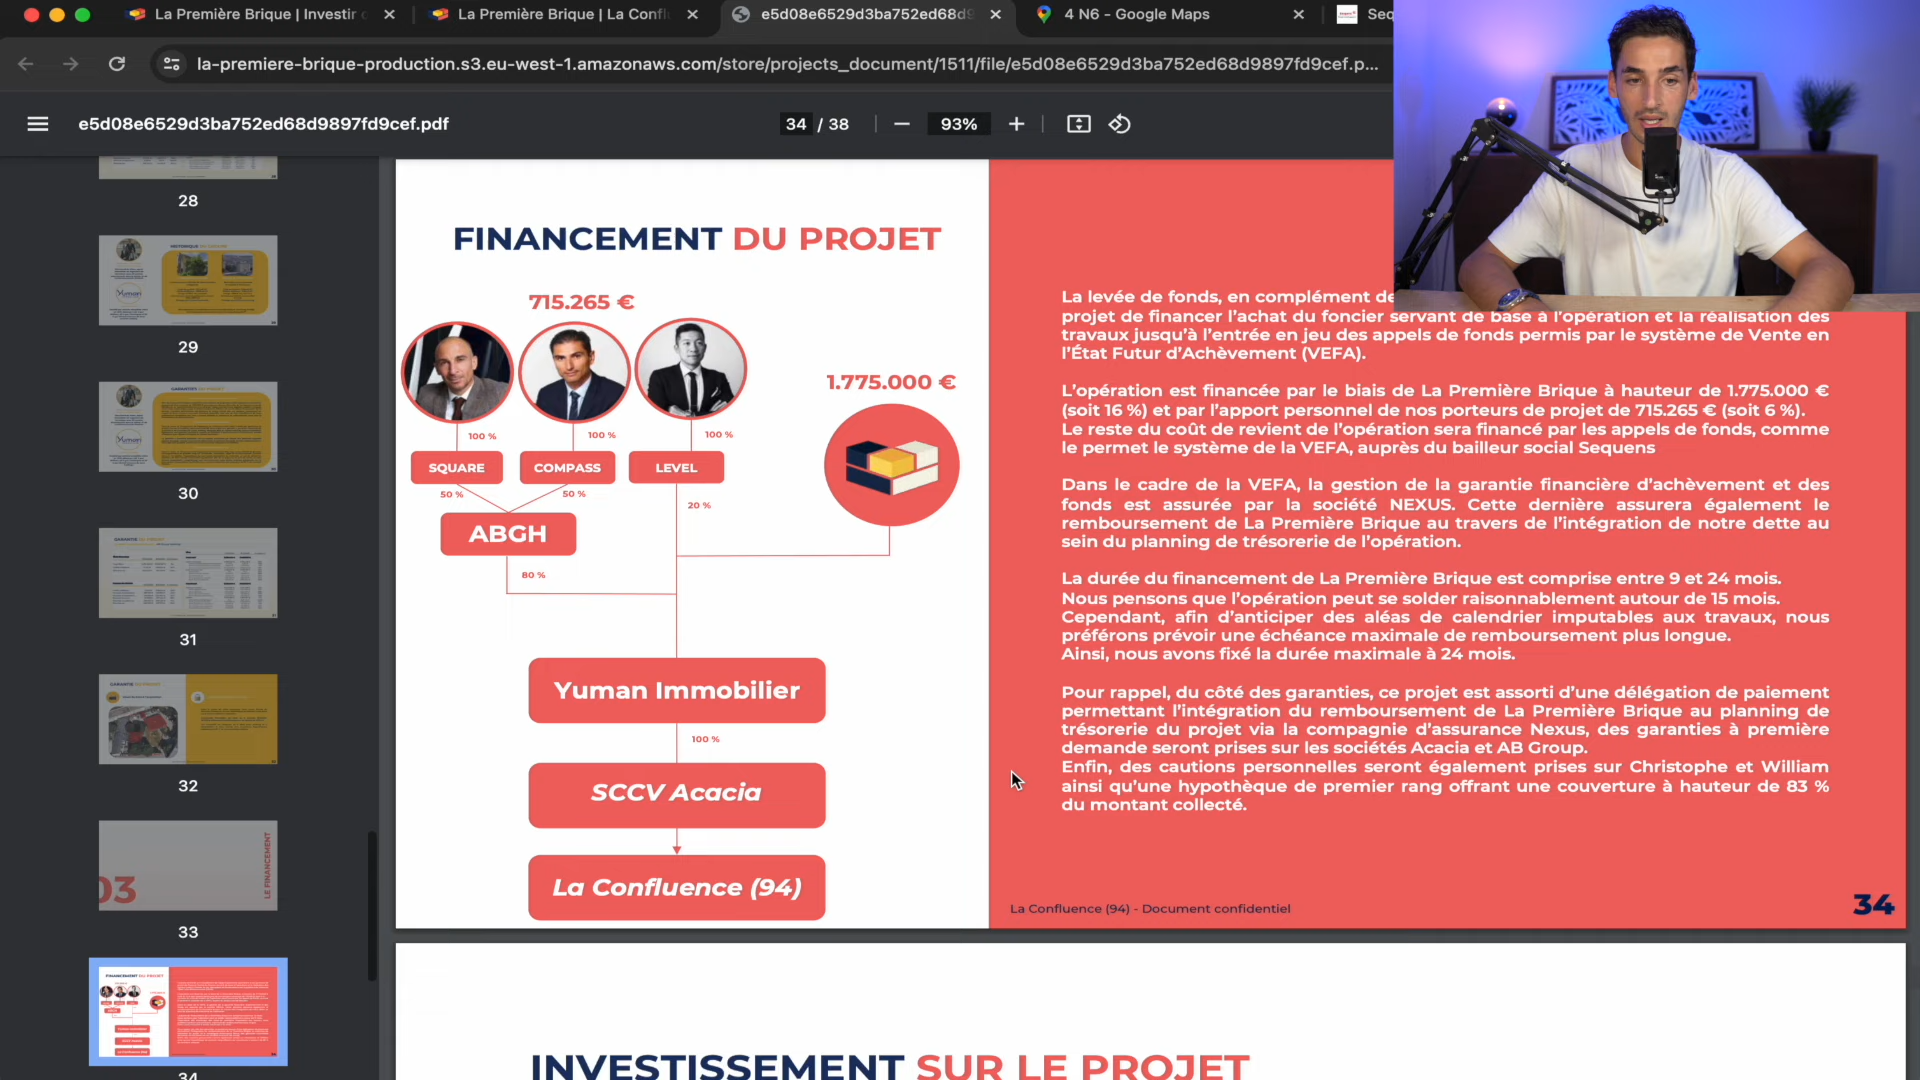 La Première Brique | Investir
La Première Brique | La Confl
e5d08e6529d3ba752ed68d9
4 N6 - Google Maps
Seq
la-premiere-brique-production.s3.eu-west-1.amazonaws.com/store/projects_document/1511/file/e5d08e6529d3ba752ed68d9897fd9cef.p...
e5d08e6529d3ba752ed68d9897fd9cef.pdf
34 / 38
93%
28
29
30
31
32
03
LE FINANCEMENT
33
FINANCEMENT DU PROJET
34
FINANCEMENT DU PROJET
715.265 €
1.775.000 €
100 %
100 %
100 %
SQUARE
COMPASS
LEVEL
50 %
50 %
20 %
ABGH
80 %
Yuman Immobilier
100 %
SCCV Acacia
La Confluence (94)
La levée de fonds, en complément de
projet de financer l'achat du foncier servant de base à l'opération et la réalisation des
travaux jusqu'à l'entrée en jeu des appels de fonds permis par le système de Vente en
l'État Futur d'Achèvement (VEFA).
L'opération est financée par le biais de La Première Brique à hauteur de 1.775.000 €
(soit 16 %) et par l'apport personnel de nos porteurs de projet de 715.265 € (soit 6 %).
Le reste du coût de revient de l'opération sera financé par les appels de fonds, comme
le permet le système de la VEFA, auprès du bailleur social Sequens
Dans le cadre de la VEFA, la gestion de la garantie financière d'achèvement et des
fonds est assurée par la société NEXUS. Cette dernière assurera également le
remboursement de La Première Brique au travers de l'intégration de notre dette au
sein du planning de trésorerie de l'opération.
La durée du financement de La Première Brique est comprise entre 9 et 24 mois.
Nous pensons que l'opération peut se solder raisonnablement autour de 15 mois.
Cependant, afin d'anticiper des aléas de calendrier imputables aux travaux, nous
préférons prévoir une échéance maximale de remboursement plus longue.
Ainsi, nous avons fixé la durée maximale à 24 mois.
Pour rappel, du côté des garanties, ce projet est assorti d'une délégation de paiement
permettant l'intégration du remboursement de La Première Brique au planning de
trésorerie du projet via la compagnie d'assurance Nexus, des garanties à première
demande seront prises sur les sociétés Acacia et AB Group.
Enfin, des cautions personnelles seront également prises sur Christophe et William
ainsi qu'une hypothèque de premier rang offrant une couverture à hauteur de 83 %
du montant collecté.
La Confluence (94) - Document confidentiel
34
INVESTISSEMENT SUR LE PROJET